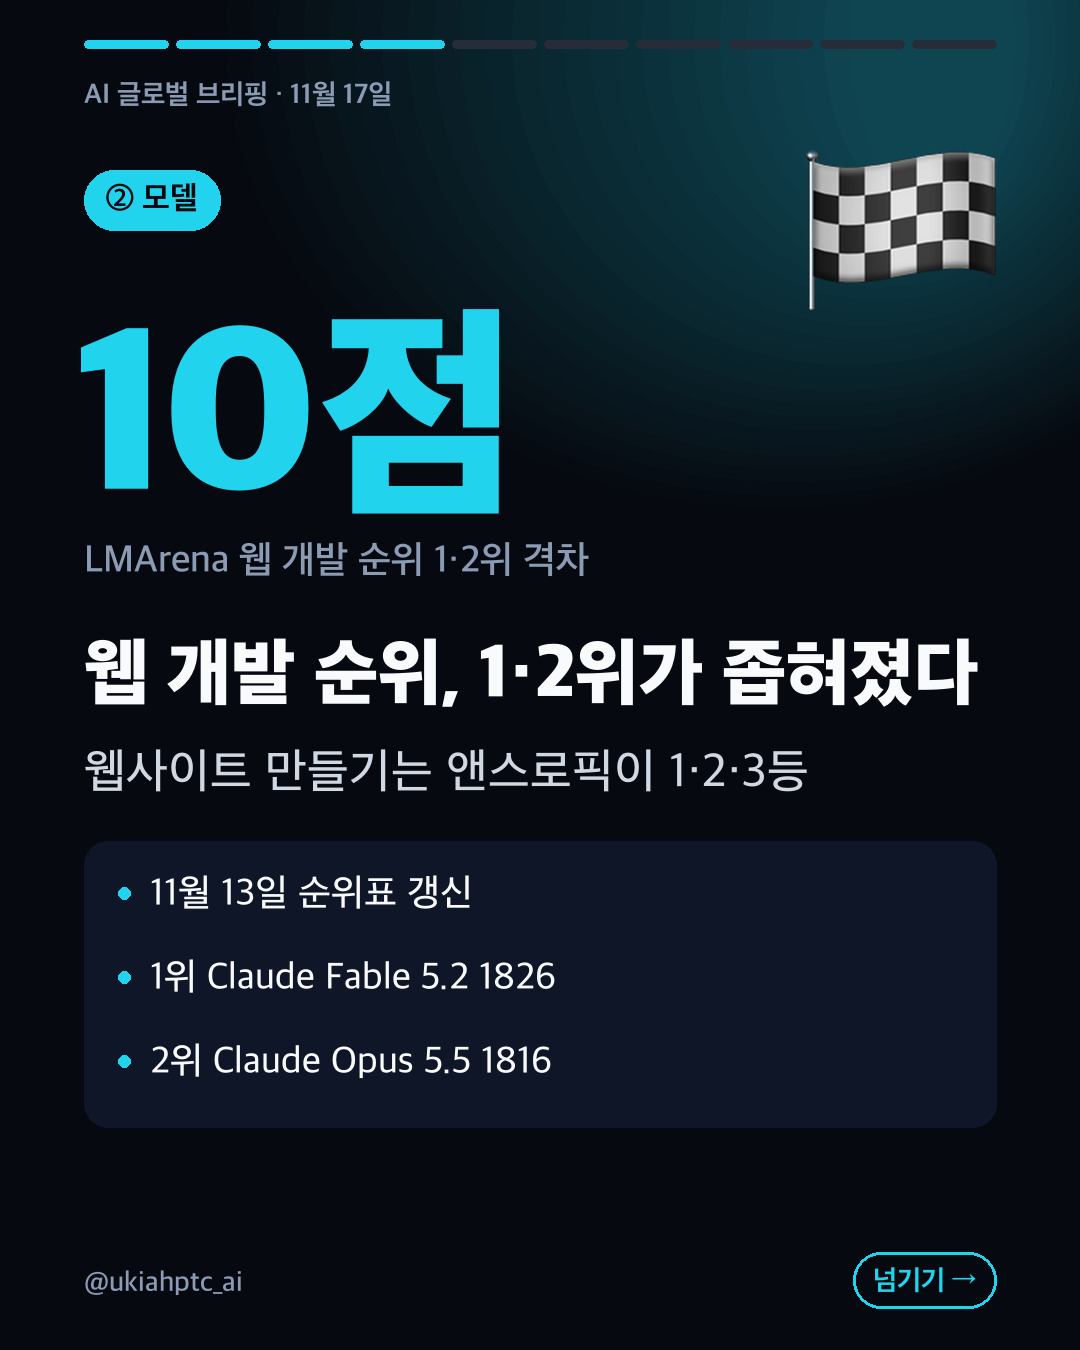 AI 글로벌 브리핑 · 11월 17일
② 모델
10점
LMArena 웹 개발 순위 1·2위 격차
웹 개발 순위, 1·2위가 좁혀졌다
웹사이트 만들기는 앤스로픽이 1·2·3등
• 11월 13일 순위표 갱신
• 1위 Claude Fable 5.2 1826
• 2위 Claude Opus 5.5 1816
@ukiahptc_ai
넘기기 →